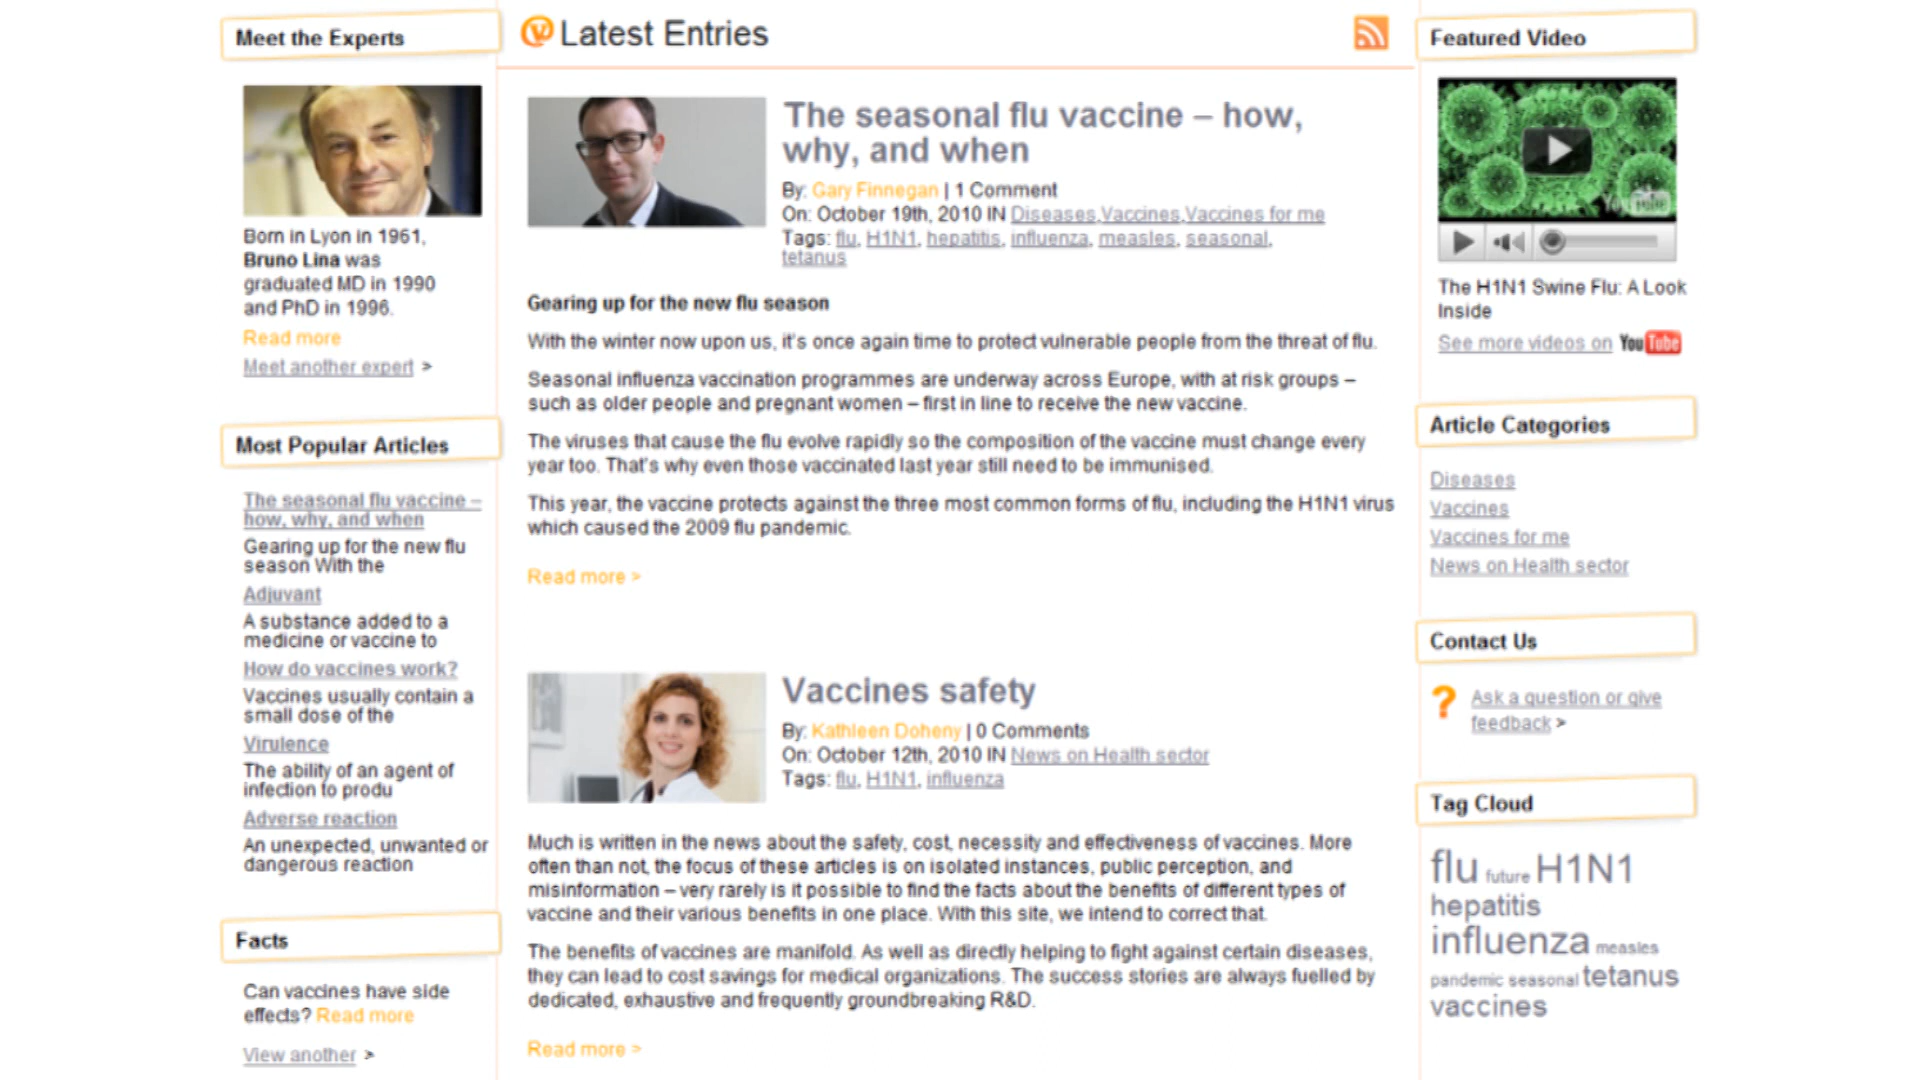 Meet the Experts
Born in Lyon in 1961,
Bruno Lina was
graduated MD in 1990
and PhD in 1996.
Read more
Meet another expert >
Most Popular Articles
The seasonal flu vaccine –
how, why, and when
Gearing up for the new flu
season With the
Adjuvant
A substance added to a
medicine or vaccine to
How do vaccines work?
Vaccines usually contain a
small dose of the
Virulence
The ability of an agent of
infection to produ
Adverse reaction
An unexpected, unwanted or
dangerous reaction
Facts
Can vaccines have side
effects? Read more
View another >
Latest Entries
The seasonal flu vaccine – how,
why, and when
By: Gary Finnegan | 1 Comment
On: October 19th, 2010 IN Diseases,Vaccines,Vaccines for me
Tags: flu, H1N1, hepatitis, influenza, measles, seasonal,
tetanus
Gearing up for the new flu season
With the winter now upon us, it's once again time to protect vulnerable people from the threat of flu.
Seasonal influenza vaccination programmes are underway across Europe, with at risk groups –
such as older people and pregnant women – first in line to receive the new vaccine.
The viruses that cause the flu evolve rapidly so the composition of the vaccine must change every
year too. That's why even those vaccinated last year still need to be immunised.
This year, the vaccine protects against the three most common forms of flu, including the H1N1 virus
which caused the 2009 flu pandemic.
Read more >
Vaccines safety
By: Kathleen Doheny | 0 Comments
On: October 12th, 2010 IN News on Health sector
Tags: flu, H1N1, influenza
Much is written in the news about the safety, cost, necessity and effectiveness of vaccines. More
often than not, the focus of these articles is on isolated instances, public perception, and
misinformation – very rarely is it possible to find the facts about the benefits of different types of
vaccine and their various benefits in one place. With this site, we intend to correct that.
The benefits of vaccines are manifold. As well as directly helping to fight against certain diseases,
they can lead to cost savings for medical organizations. The success stories are always fuelled by
dedicated, exhaustive and frequently groundbreaking R&D.
Read more >
Featured Video
You Tube
The H1N1 Swine Flu: A Look
Inside
See more videos on You Tube
Article Categories
Diseases
Vaccines
Vaccines for me
News on Health sector
Contact Us
? Ask a question or give
feedback >
Tag Cloud
flu future H1N1
hepatitis
influenza measles
pandemic seasonal tetanus
vaccines